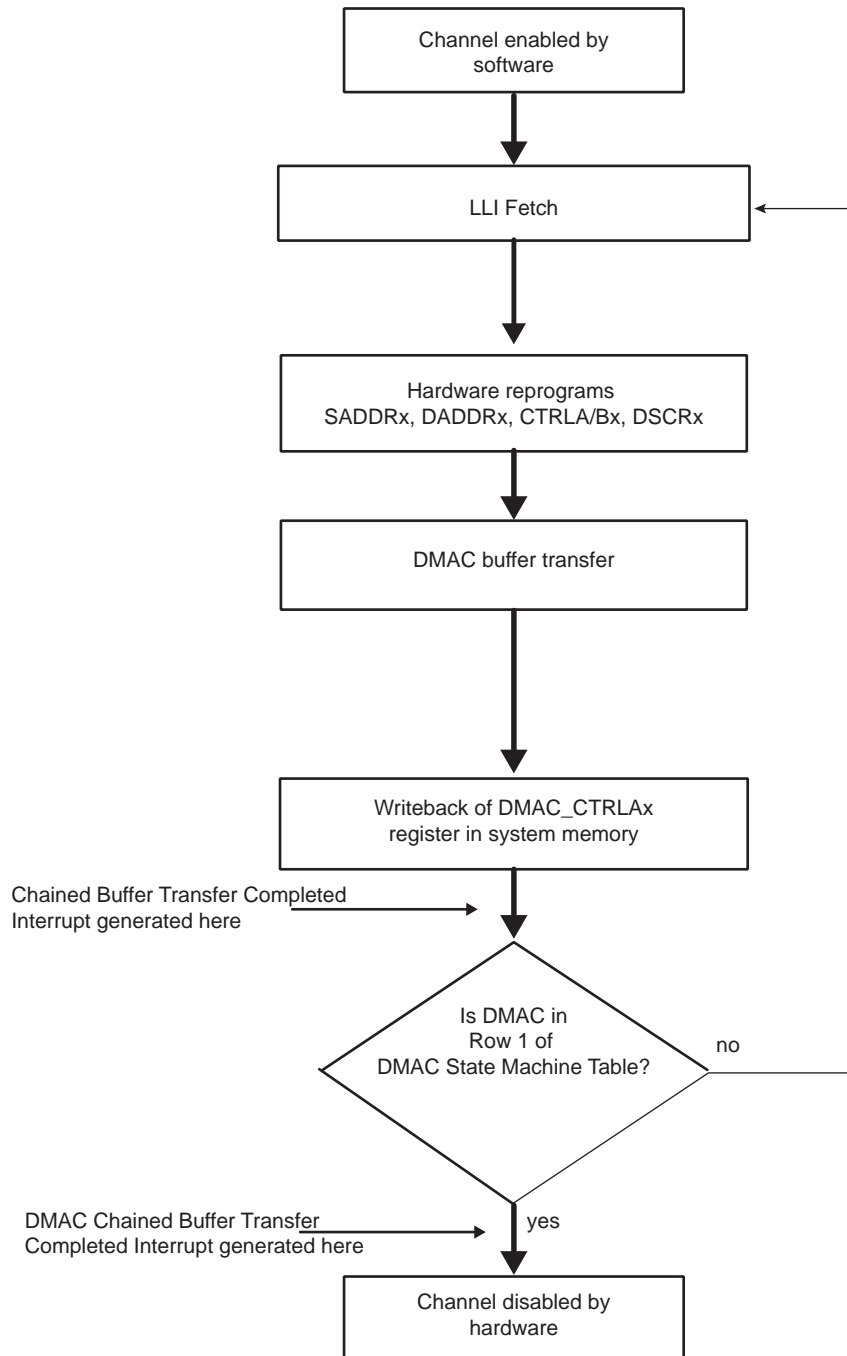 Channel enabled by
software
LLI Fetch
Hardware reprograms
SADDRx, DADDRx, CTRLA/Bx, DSCRx
DMAC buffer transfer
Writeback of DMAC_CTRLAx
register in system memory
Chained Buffer Transfer Completed
Interrupt generated here
Is DMAC in
Row 1 of
DMAC State Machine Table?
no
DMAC Chained Buffer Transfer
Completed Interrupt generated here
yes
Channel disabled by
hardware